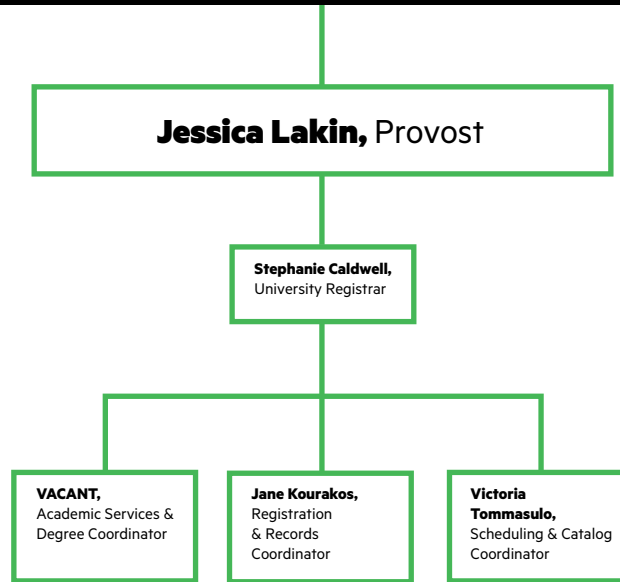 Jessica Lakin, Provost
Stephanie Caldwell,
University Registrar
VACANT,
Academic Services &
Degree Coordinator
Jane Kourakos,
Registration
& Records
Coordinator
Victoria
Tommasulo,
Scheduling & Catalog
Coordinator